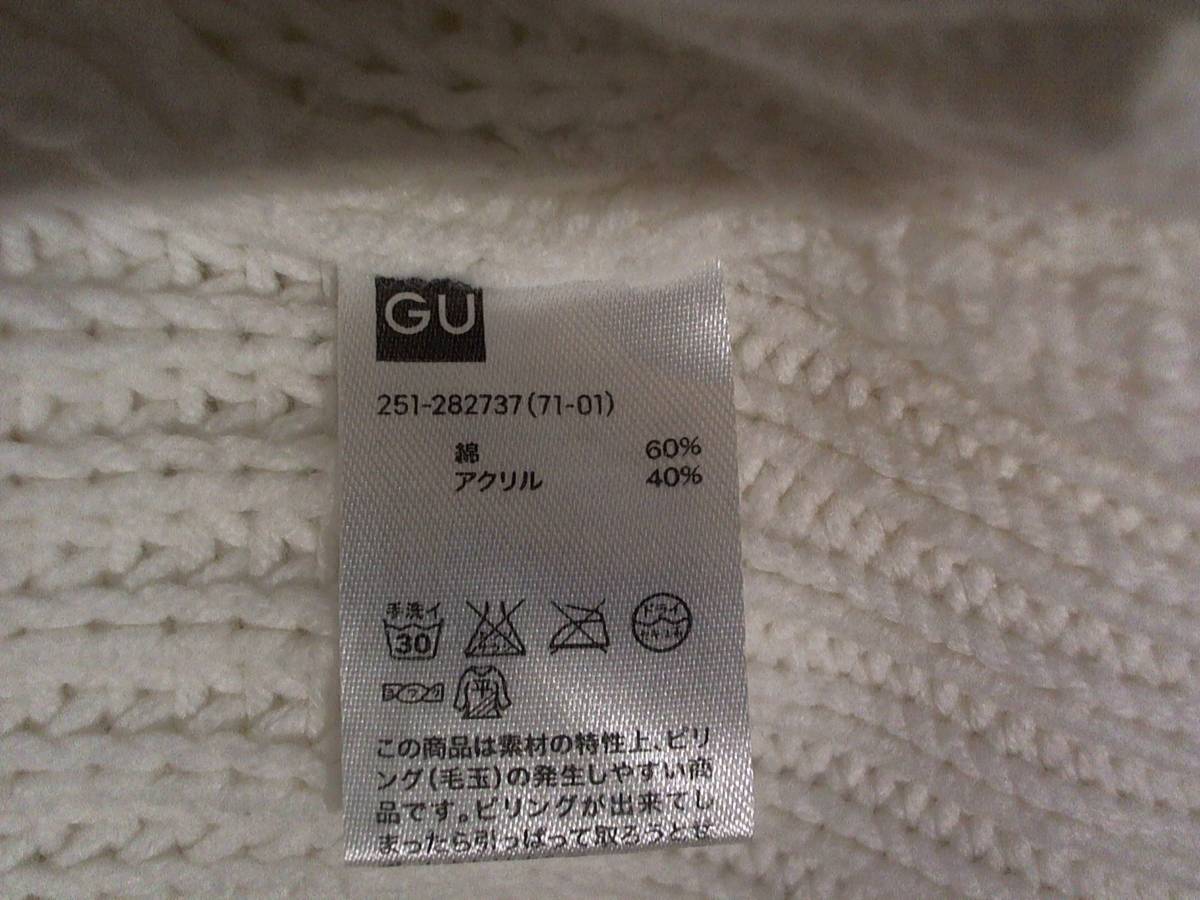 GU
251-282737(71-01)
綿 60%
アクリル 40%
手洗イ
30
ドライ
平
この商品は素材の特性上、ピリ
ング(毛玉)の発生しやすい商
品です。ピリングが出来てし
まったら引っぱって取ろうとせ